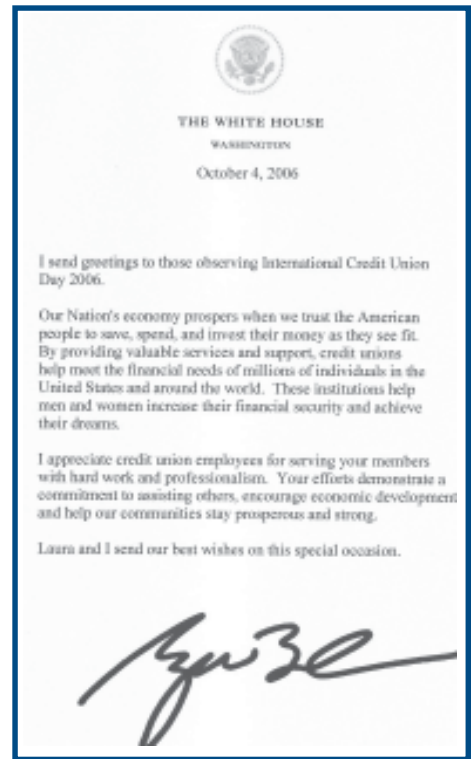 THE WHITE HOUSE
WASHINGTON
October 4, 2006
I send greetings to those observing International Credit Union
Day 2006.
Our Nation's economy prospers when we trust the American
people to save, spend, and invest their money as they see fit.
By providing valuable services and support, credit unions
help meet the financial needs of millions of individuals in the
United States and around the world. These institutions help
men and women increase their financial security and achieve
their dreams.
I appreciate credit union employees for serving your members
with hard work and professionalism. Your efforts demonstrate a
commitment to assisting others, encourage economic development
and help our communities stay prosperous and strong.
Laura and I send our best wishes on this special occasion.